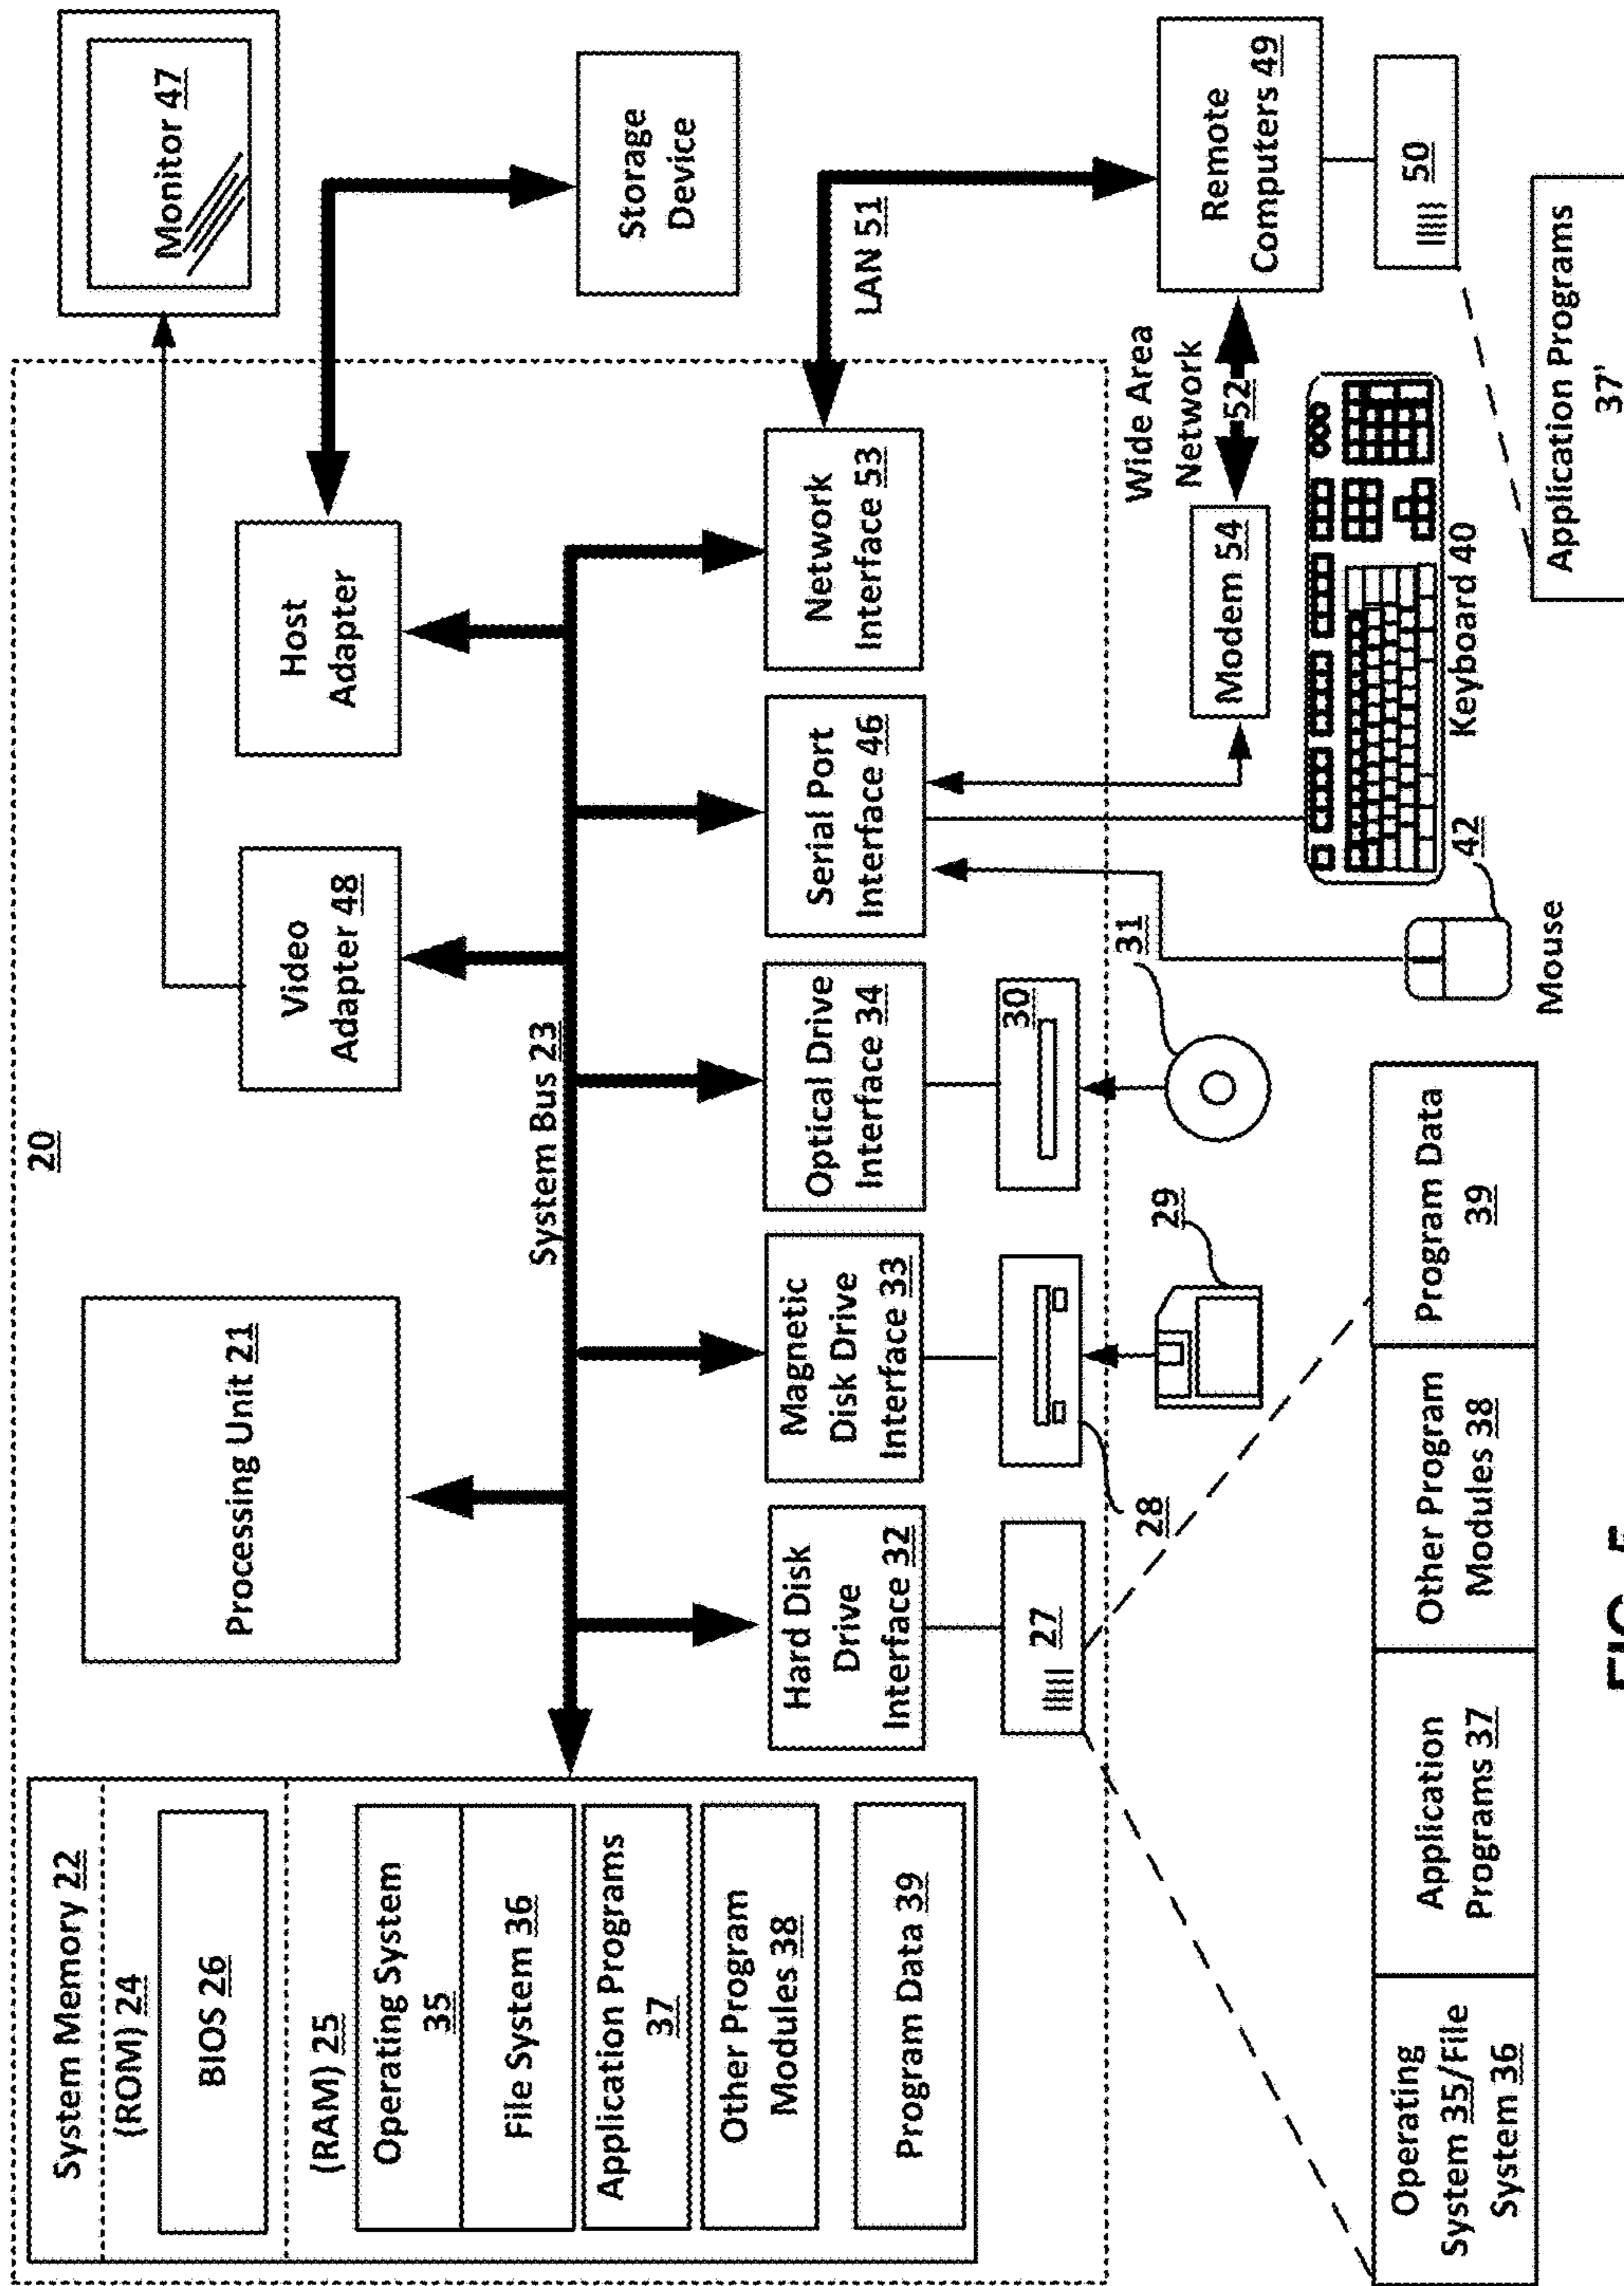 20
System Memory 22
(ROM) 24
BIOS 26
(RAM) 25
Operating System
35
File System 36
Application Programs
37
Other Program
Modules 38
Program Data 39
Processing Unit 21
Video
Adapter 48
Host
Adapter
Monitor 47
System Bus 23
Storage
Device
Hard Disk
Drive
Interface 32
Magnetic
Disk Drive
Interface 33
Optical Drive
Interface 34
Serial Port
Interface 46
Network
Interface 53
LAN 51
27
28
29
30
31
Wide Area
Network
52
Modem 54
Remote
Computers 49
50
Keyboard 40
42
Mouse
Operating
System 35/File
System 36
Application
Programs 37
Other Program
Modules 38
Program Data
39
Application Programs
37'